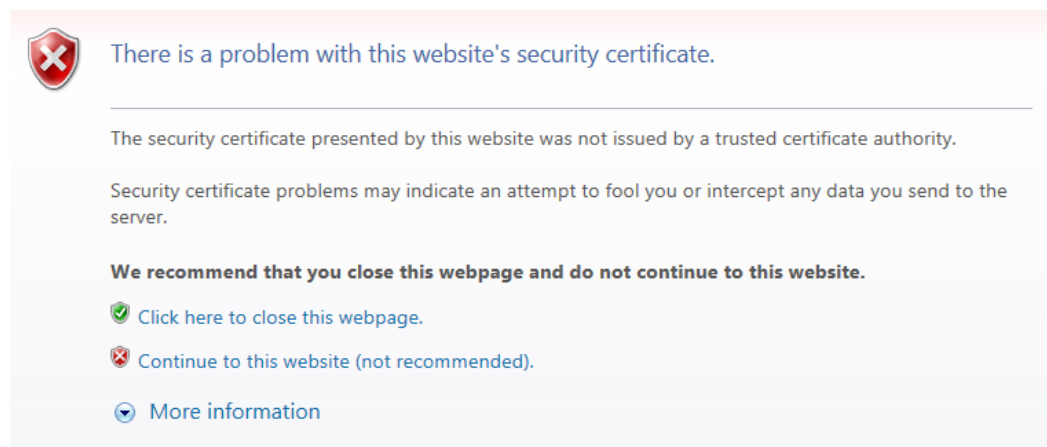 There is a problem with this website's security certificate.
The security certificate presented by this website was not issued by a trusted certificate authority.
Security certificate problems may indicate an attempt to fool you or intercept any data you send to the
server.
We recommend that you close this webpage and do not continue to this website.
Click here to close this webpage.
Continue to this website (not recommended).
More information